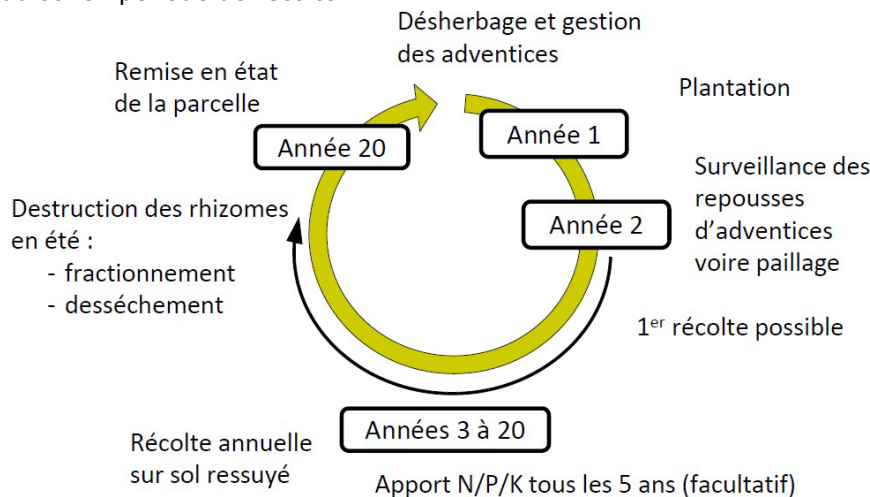 Désherbage et gestion
des adventices
Plantation
Année 1
Surveillance des
repousses
d'adventices
voire paillage
Année 2
1er récolte possible
Années 3 à 20
Apport N/P/K tous les 5 ans (facultatif)
Récolte annuelle
sur sol ressuyé
Destruction des rhizomes
en été :
- fractionnement
- desséchement
Année 20
Remise en état
de la parcelle